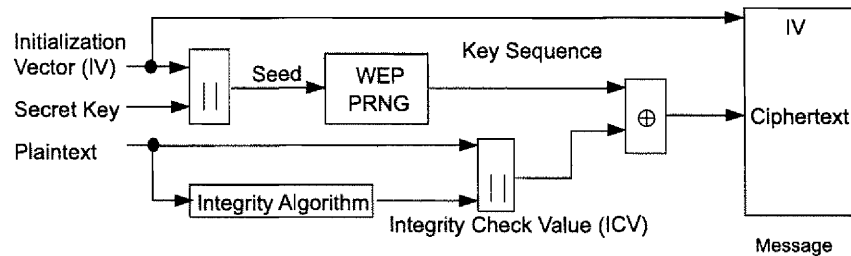 Initialization
Vector (IV)
Secret Key
Plaintext
||
Seed
WEP
PRNG
Key Sequence
Integrity Algorithm
||
Integrity Check Value (ICV)
⊕
IV
Ciphertext
Message